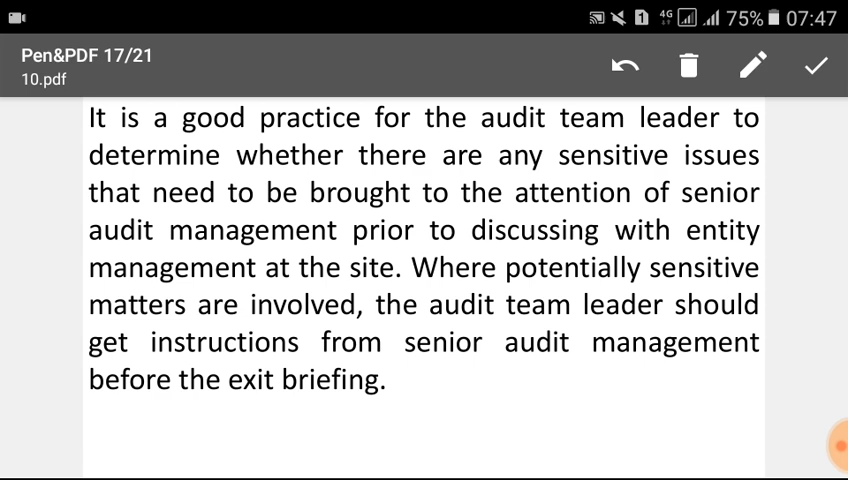 1 4G 75% 07:47
Pen&PDF 17/21
10.pdf
It is a good practice for the audit team leader to
determine whether there are any sensitive issues
that need to be brought to the attention of senior
audit management prior to discussing with entity
management at the site. Where potentially sensitive
matters are involved, the audit team leader should
get instructions from senior audit management
before the exit briefing.